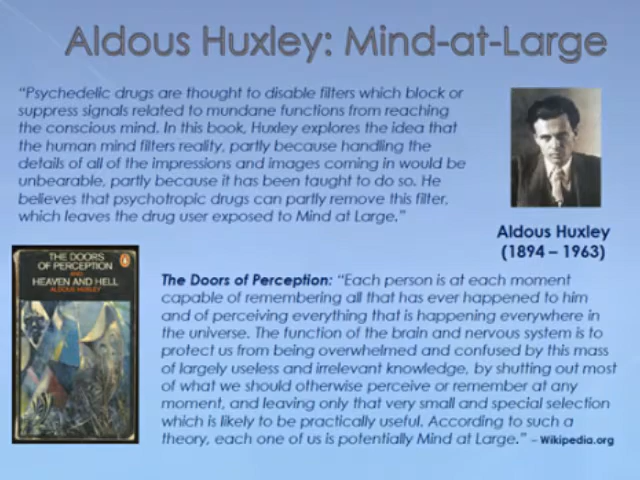 Aldous Huxley: Mind-at-Large
“Psychedelic drugs are thought to disable filters which block or
suppress signals related to mundane functions from reaching
the conscious mind. In this book, Huxley explores the idea that
the human mind filters reality, partly because handling the
details of all of the impressions and images coming in would be
unbearable, partly because it has been taught to do so. He
believes that psychotropic drugs can partly remove this filter,
which leaves the drug user exposed to Mind at Large.”
Aldous Huxley
(1894 – 1963)
THE DOORS
OF PERCEPTION
AND
HEAVEN AND HELL
ALDOUS HUXLEY
The Doors of Perception: “Each person is at each moment
capable of remembering all that has ever happened to him
and of perceiving everything that is happening everywhere in
the universe. The function of the brain and nervous system is to
protect us from being overwhelmed and confused by this mass
of largely useless and irrelevant knowledge, by shutting out most
of what we should otherwise perceive or remember at any
moment, and leaving only that very small and special selection
which is likely to be practically useful. According to such a
theory, each one of us is potentially Mind at Large.” – Wikipedia.org